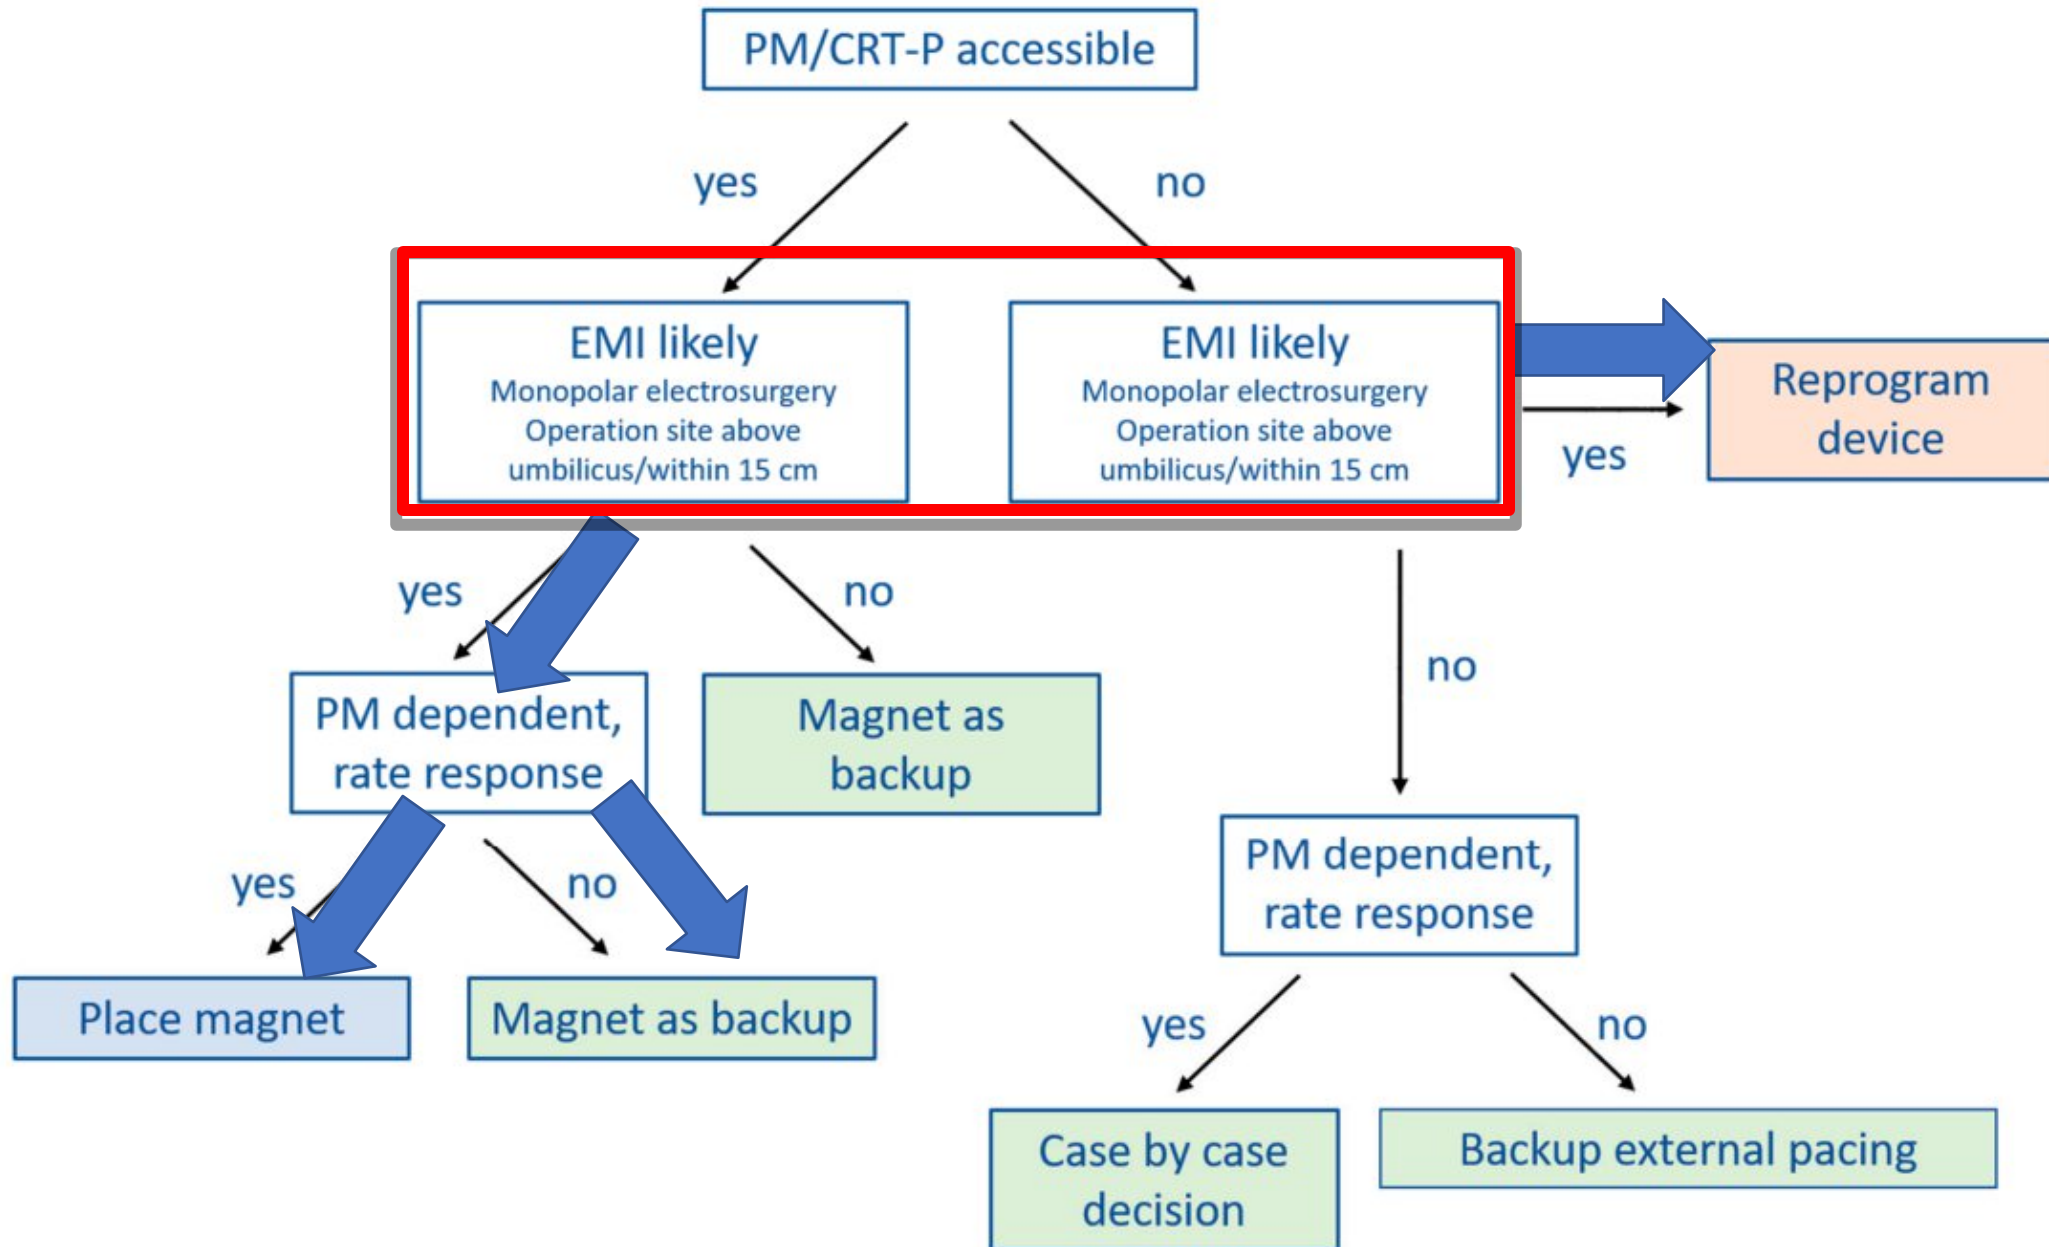 PM/CRT-P accessible
yes
no
EMI likely
Monopolar electrosurgery
Operation site above
umbilicus/within 15 cm
EMI likely
Monopolar electrosurgery
Operation site above
umbilicus/within 15 cm
yes
Reprogram
device
yes
no
no
PM dependent,
rate response
Magnet as
backup
yes
no
PM dependent,
rate response
Place magnet
Magnet as backup
yes
no
Case by case
decision
Backup external pacing